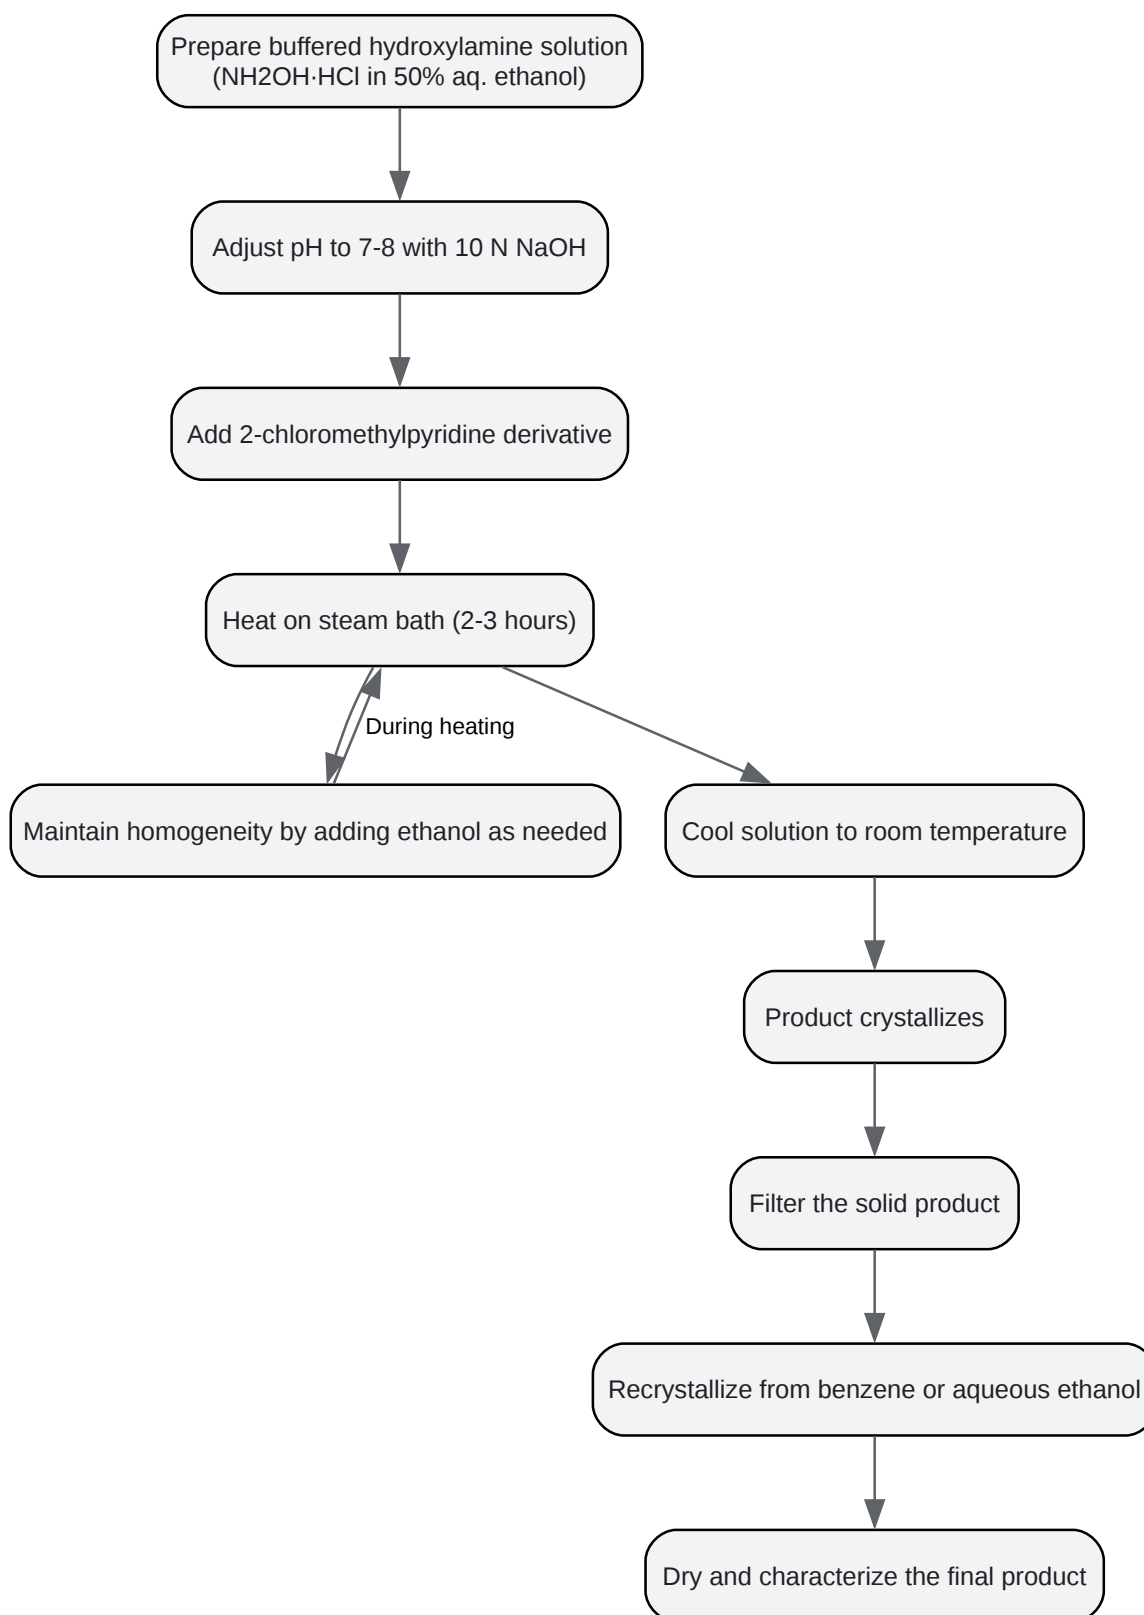 Prepare buffered hydroxylamine solution
(NH2OH·HCl in 50% aq. ethanol)
Adjust pH to 7-8 with 10 N NaOH
Add 2-chloromethylpyridine derivative
Heat on steam bath (2-3 hours)
During heating
Maintain homogeneity by adding ethanol as needed
Cool solution to room temperature
Product crystallizes
Filter the solid product
Recrystallize from benzene or aqueous ethanol
Dry and characterize the final product